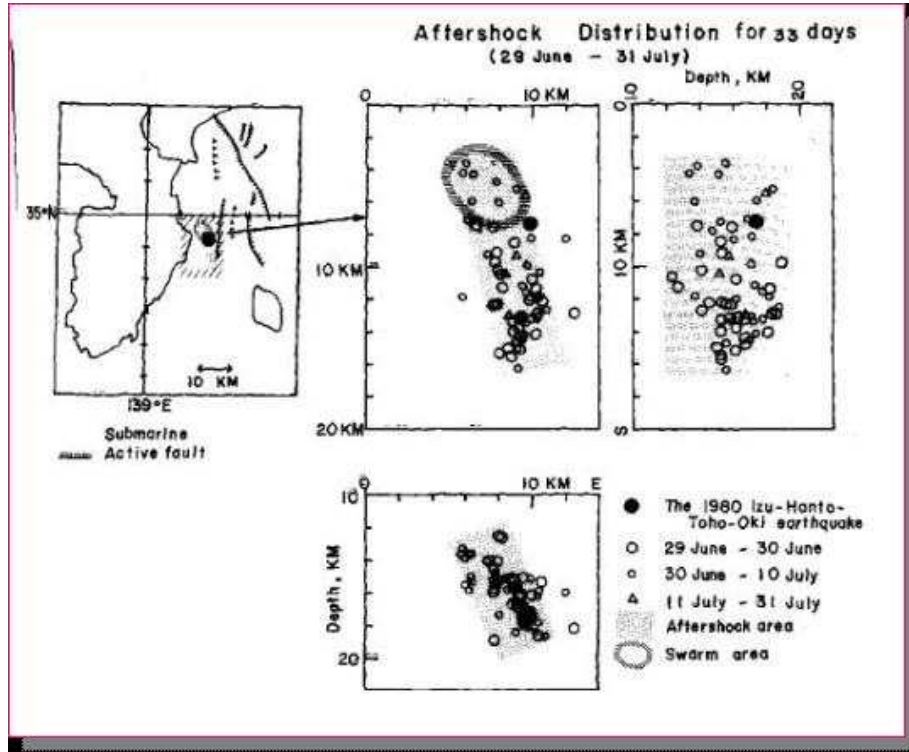 Aftershock Distribution for 33 days
(29 June - 31 July)
Depth, KM
0
10 KM
10
20
0
35°N
10 KM
10 KM
10 KM
139°E
20 KM
S
Submarine
Active fault
0
10 KM
E
10
Depth, KM
20
The 1980 Izu-Hanto-
Toho-Oki earthquake
29 June - 30 June
30 June - 10 July
11 July - 31 July
Aftershock area
Swarm area